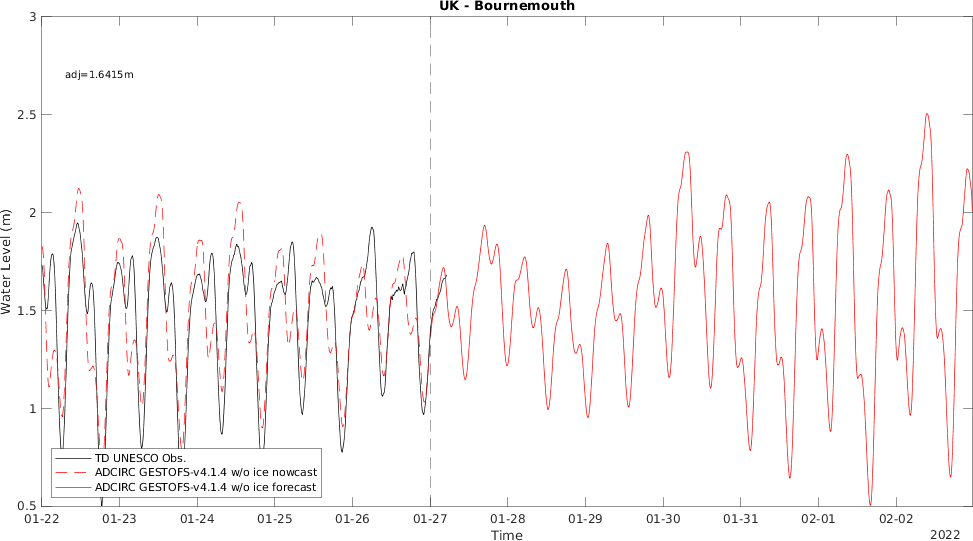 UK - Bournemouth
3
adj=1.6415m
2.5
2
1.5
1
0.5
Water Level (m)
TD UNESCO Obs.
ADCIRC GESTOFS-v4.1.4 w/o ice nowcast
ADCIRC GESTOFS-v4.1.4 w/o ice forecast
01-22 01-23 01-24 01-25 01-26 01-27 01-28 01-29 01-30 01-31 02-01 02-02
Time
2022